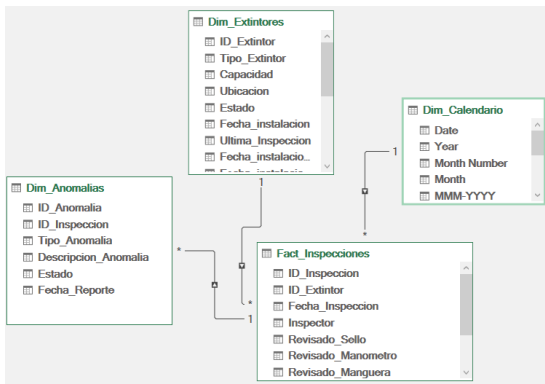 Dim_Extintores
ID_Extintor
Tipo_Extintor
Capacidad
Ubicacion
Estado
Fecha_instalacion
Ultima_Inspeccion
Fecha_instalacio...
Dim_Calendario
Date
Year
Month Number
Month
MMM-YYYY
Dim_Anomalias
ID_Anomalia
ID_Inspeccion
Tipo_Anomalia
Descripcion_Anomalia
Estado
Fecha_Reporte
Fact_Inspecciones
ID_Inspeccion
ID_Extintor
Fecha_Inspeccion
Inspector
Revisado_Sello
Revisado_Manometro
Revisado_Manguera
1
1
*
*
*
1